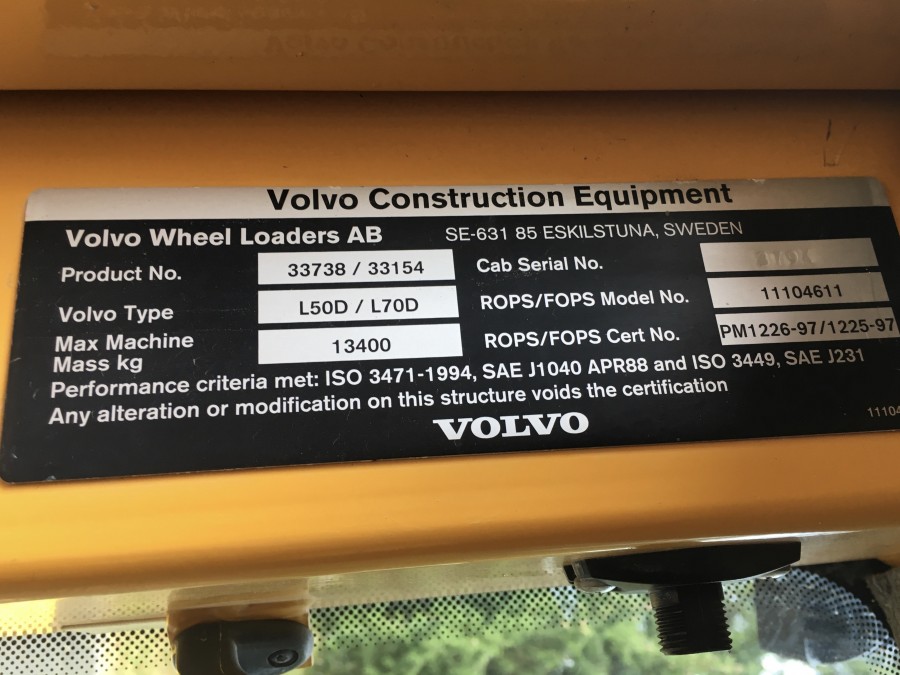 Volvo Construction Equipment
Volvo Wheel Loaders AB SE-631 85 ESKILSTUNA, SWEDEN
Product No. 33738 / 33154 Cab Serial No.
Volvo Type L50D / L70D ROPS/FOPS Model No. 11104611
Max Machine Mass kg 13400 ROPS/FOPS Cert No. PM1226-97/1225-97
Performance criteria met: ISO 3471-1994, SAE J1040 APR88 and ISO 3449, SAE J231
Any alteration or modification on this structure voids the certification
VOLVO